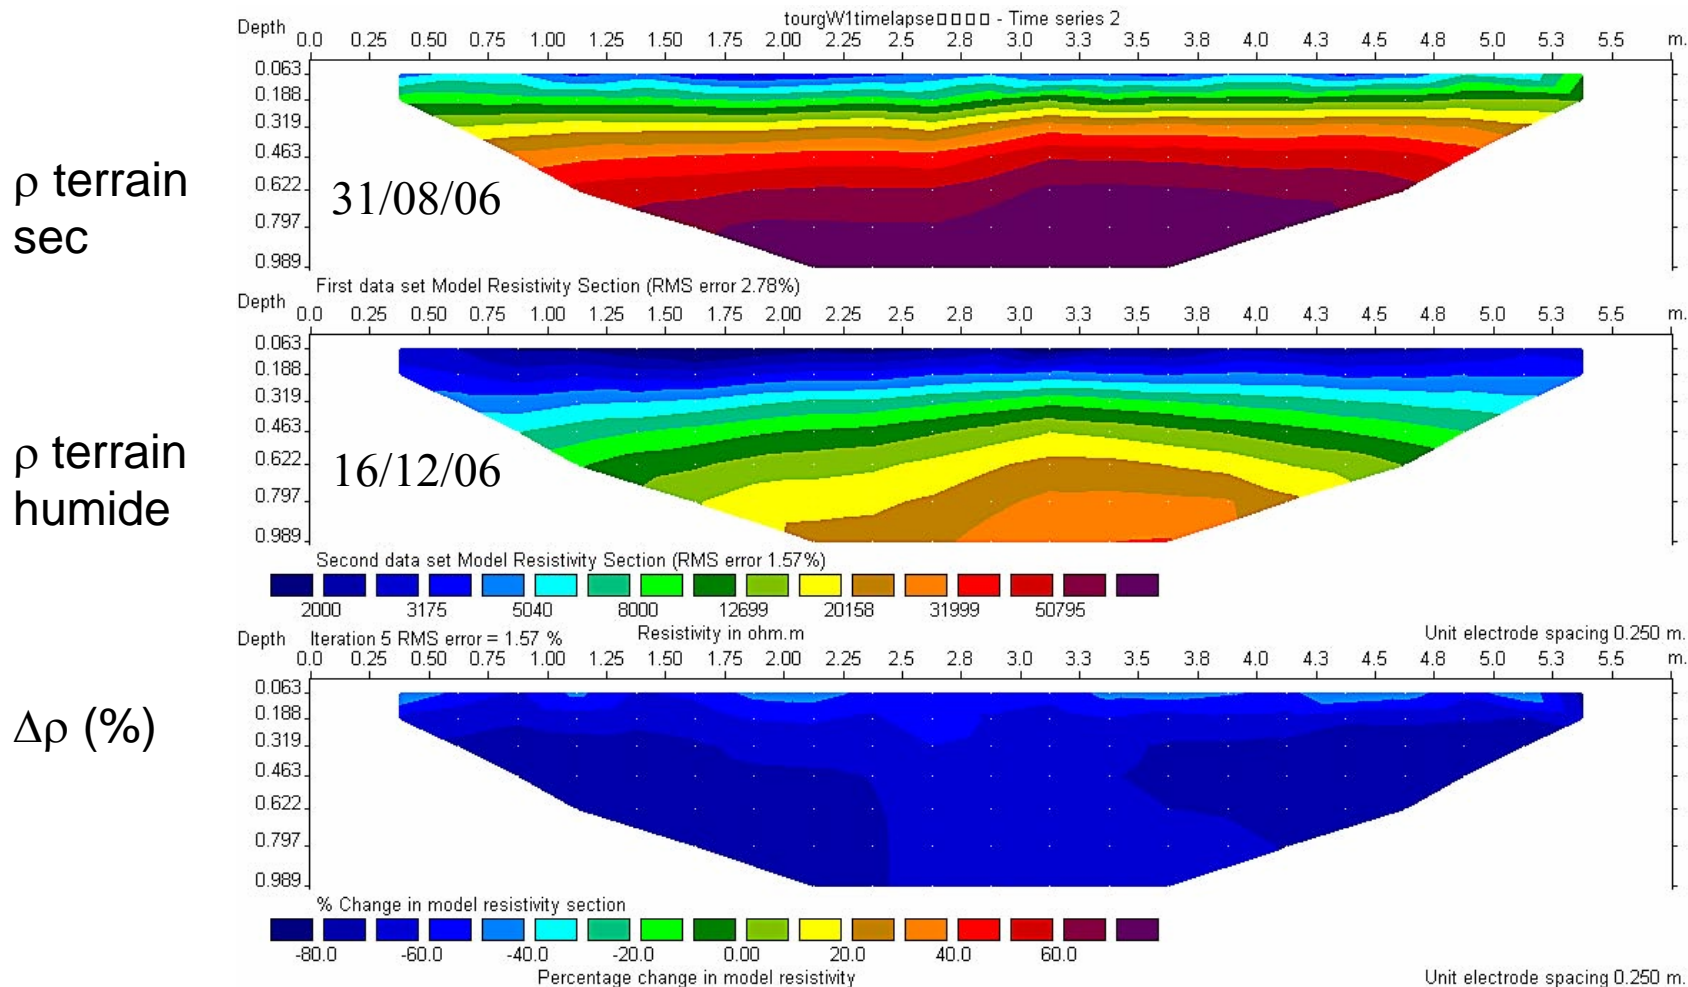 tourgW1timelapse□□□□ - Time series 2
Depth 0.0 0.25 0.50 0.75 1.00 1.25 1.50 1.75 2.00 2.25 2.5 2.8 3.0 3.3 3.5 3.8 4.0 4.3 4.5 4.8 5.0 5.3 5.5 m.
0.063
0.188
0.319
0.463
0.622
0.797
0.989
ρ terrain
sec
31/08/06
First data set Model Resistivity Section (RMS error 2.78%)
Depth 0.0 0.25 0.50 0.75 1.00 1.25 1.50 1.75 2.00 2.25 2.5 2.8 3.0 3.3 3.5 3.8 4.0 4.3 4.5 4.8 5.0 5.3 5.5 m.
0.063
0.188
0.319
0.463
0.622
0.797
0.989
ρ terrain
humide
16/12/06
Second data set Model Resistivity Section (RMS error 1.57%)
2000 3175 5040 8000 12699 20158 31999 50795
Resistivity in ohm.m
Unit electrode spacing 0.250 m.
Depth Iteration 5 RMS error = 1.57 %
0.0 0.25 0.50 0.75 1.00 1.25 1.50 1.75 2.00 2.25 2.5 2.8 3.0 3.3 3.5 3.8 4.0 4.3 4.5 4.8 5.0 5.3 5.5 m.
0.063
0.188
0.319
0.463
0.622
0.797
0.989
Δρ (%)
% Change in model resistivity section
-80.0 -60.0 -40.0 -20.0 0.00 20.0 40.0 60.0
Percentage change in model resistivity
Unit electrode spacing 0.250 m.